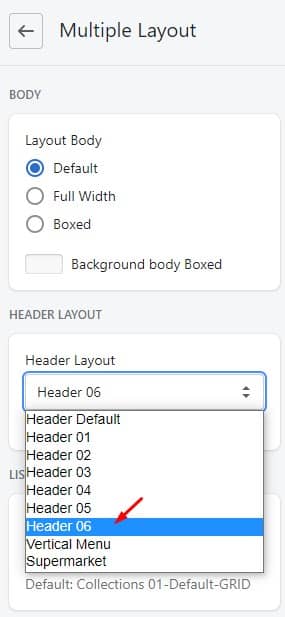 Multiple Layout
BODY
Layout Body
Default
Full Width
Boxed
Background body Boxed
HEADER LAYOUT
Header Layout
Header 06
Header Default
Header 01
Header 02
Header 03
Header 04
Header 05
Header 06
Vertical Menu
Supermarket
Default: Collections 01-Default-GRID